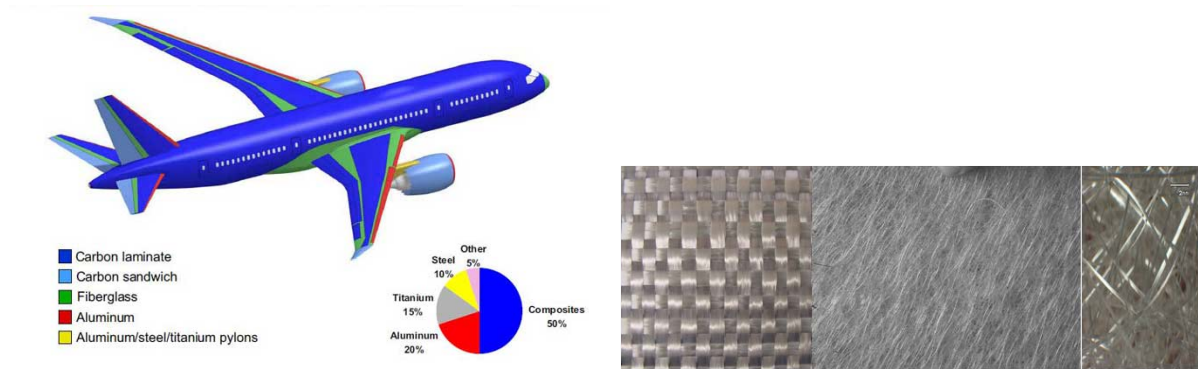 Carbon laminate
Carbon sandwich
Fiberglass
Aluminum
Aluminum/steel/titanium pylons
Other
5%
Steel
10%
Titanium
15%
Composites
50%
Aluminum
20%